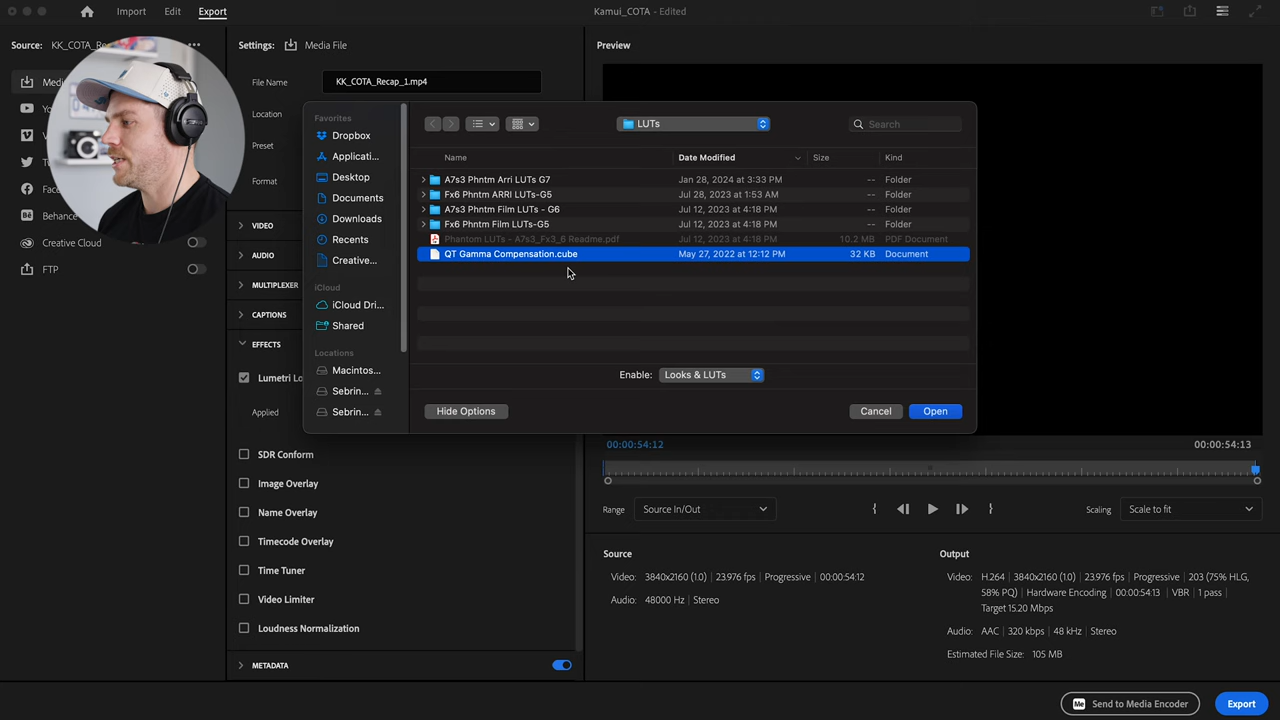 Import Edit Export
Kamui_COTA - Edited
Source: KK_COTA_Reca
Media
Behance
Creative Cloud
FTP
Settings: Media File
File Name KK_COTA_Recap_1.mp4
Location
Preset
Format
VIDEO
AUDIO
MULTIPLEXER
CAPTIONS
EFFECTS
Lumetri Lo
Applied
SDR Conform
Image Overlay
Name Overlay
Timecode Overlay
Time Tuner
Video Limiter
Loudness Normalization
METADATA
Favorites
Dropbox
Applicati...
Desktop
Documents
Downloads
Recents
Creative...
iCloud
iCloud Dri...
Shared
Locations
Macintos...
Sebrin...
Sebrin...
LUTs
Search
Name Date Modified Size Kind
A7s3 Phntm Arri LUTs G7 Jan 28, 2024 at 3:33 PM -- Folder
Fx6 Phntm ARRI LUTs-G5 Jul 28, 2023 at 1:53 AM -- Folder
A7s3 Phntm Film LUTs - G6 Jul 12, 2023 at 4:18 PM -- Folder
Fx6 Phntm Film LUTs-G5 Jul 12, 2023 at 4:18 PM -- Folder
Phantom LUTs - A7s3_Fx3_6 Readme.pdf Jul 12, 2023 at 4:18 PM 10.2 MB PDF Document
QT Gamma Compensation.cube May 27, 2022 at 12:12 PM 32 KB Document
Enable: Looks & LUTs
Hide Options Cancel Open
Preview
00:00:54:12 00:00:54:13
Range Source In/Out Scaling Scale to fit
Source
Video: 3840x2160 (1.0) | 23.976 fps | Progressive | 00:00:54:12
Audio: 48000 Hz | Stereo
Output
Video: H.264 | 3840x2160 (1.0) | 23.976 fps | Progressive | 203 (75% HLG,
58% PQ) | Hardware Encoding | 00:00:54:13 | VBR | 1 pass |
Target 15.20 Mbps
Audio: AAC | 320 kbps | 48 kHz | Stereo
Estimated File Size: 105 MB
Me Send to Media Encoder Export